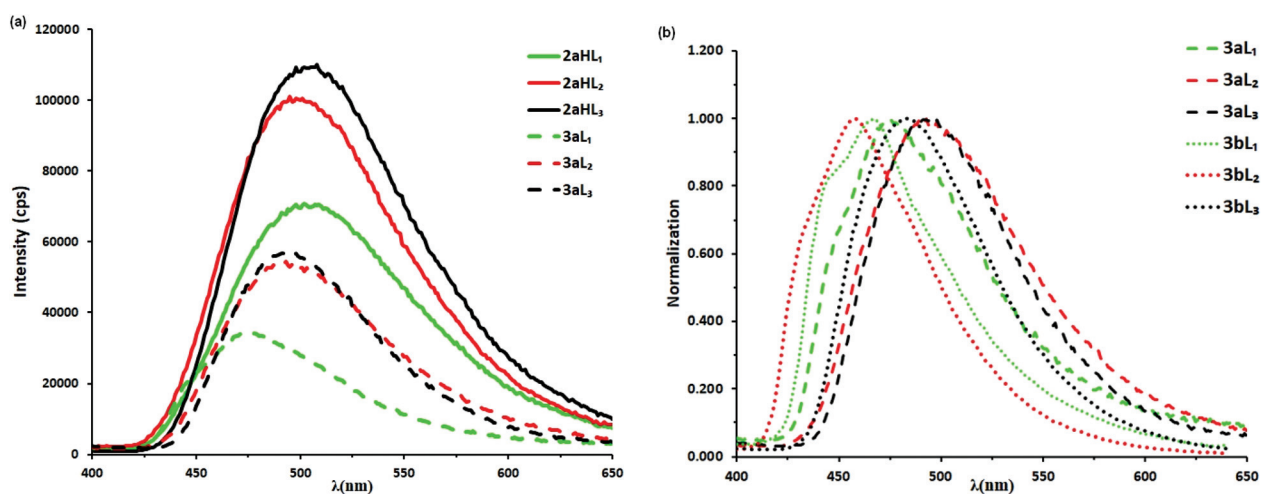 (a)
120000
100000
80000
60000
40000
20000
0
Intensity (cps)
400 450 500 550 600 650
λ(nm)
2aHL₁
2aHL₂
2aHL₃
3aL₁
3aL₂
3aL₃
(b)
1.200
1.000
0.800
0.600
0.400
0.200
0.000
Normalization
400 450 500 550 600 650
λ(nm)
3aL₁
3aL₂
3aL₃
3bL₁
3bL₂
3bL₃